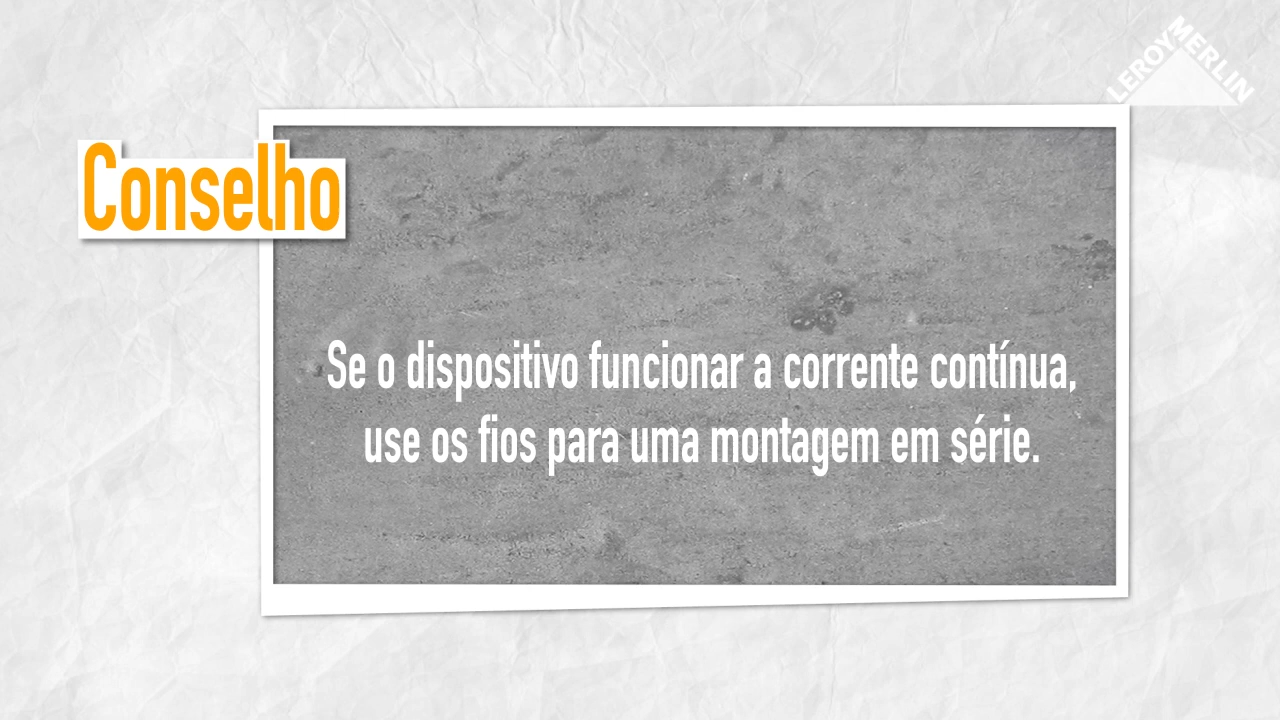 LEROY MERLIN
Conselho
Se o dispositivo funcionar a corrente contínua,
use os fios para uma montagem em série.